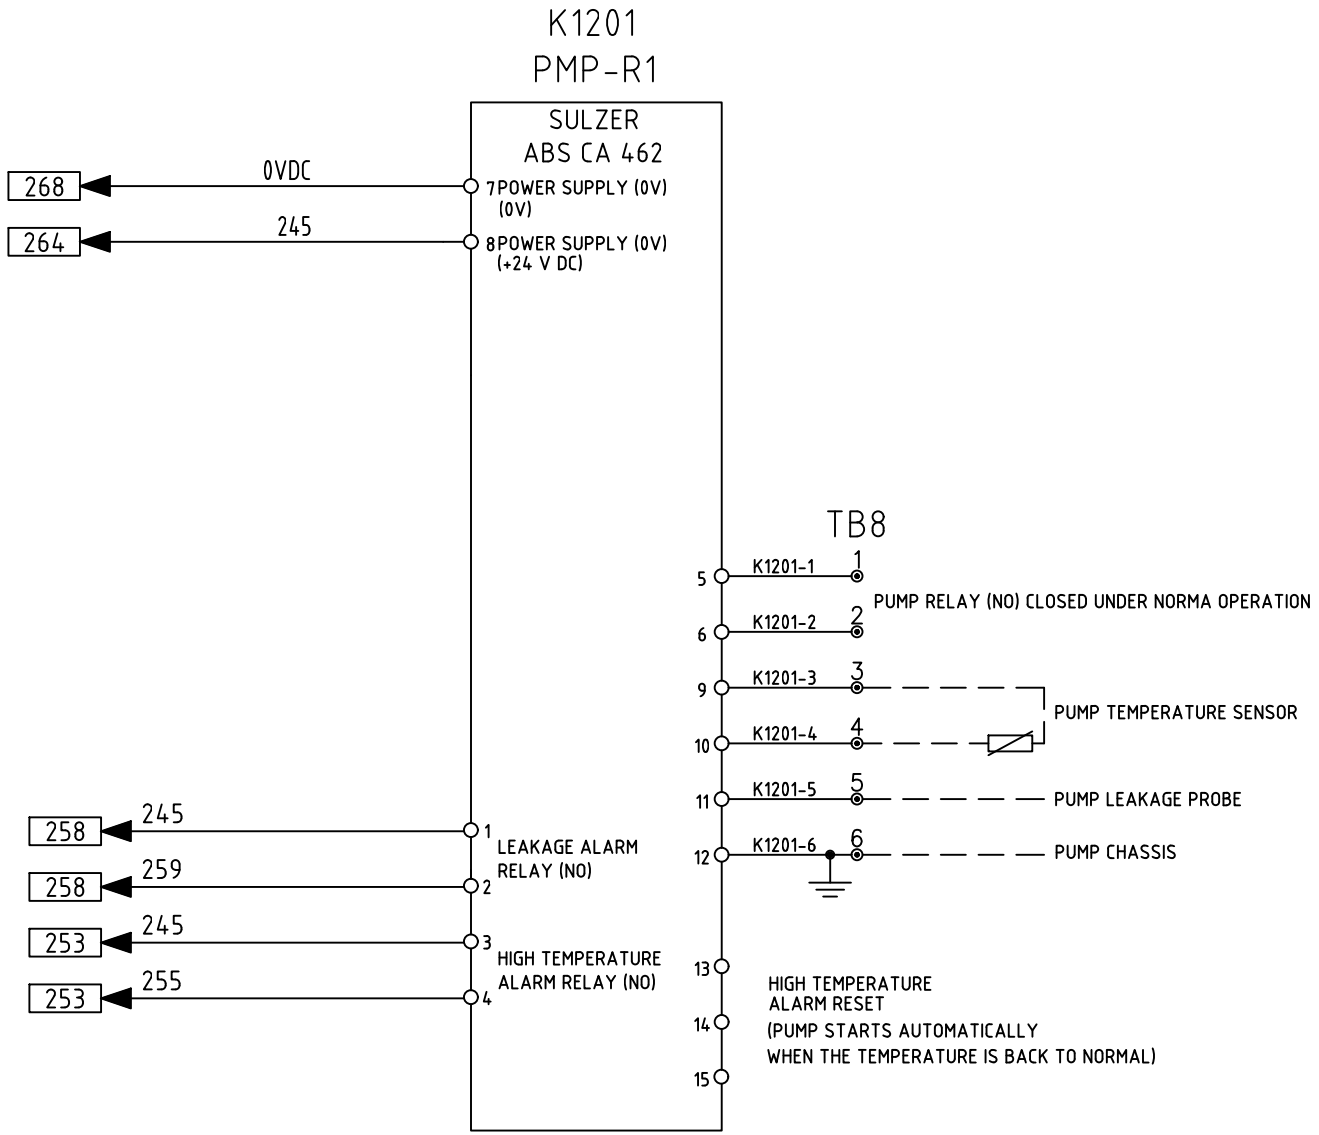 K1201
PMP-R1
SULZER
ABS CA 462
268
0VDC
7 POWER SUPPLY (0V)
(0V)
264
245
8 POWER SUPPLY (0V)
(+24 V DC)
TB8
5
K1201-1
1
PUMP RELAY (NO) CLOSED UNDER NORMA OPERATION
6
K1201-2
2
9
K1201-3
3
PUMP TEMPERATURE SENSOR
10
K1201-4
4
11
K1201-5
5
PUMP LEAKAGE PROBE
12
K1201-6
6
PUMP CHASSIS
258
245
1
LEAKAGE ALARM
RELAY (NO)
258
259
2
253
245
3
HIGH TEMPERATURE
ALARM RELAY (NO)
253
255
4
13
HIGH TEMPERATURE
ALARM RESET
14
(PUMP STARTS AUTOMATICALLY
WHEN THE TEMPERATURE IS BACK TO NORMAL)
15